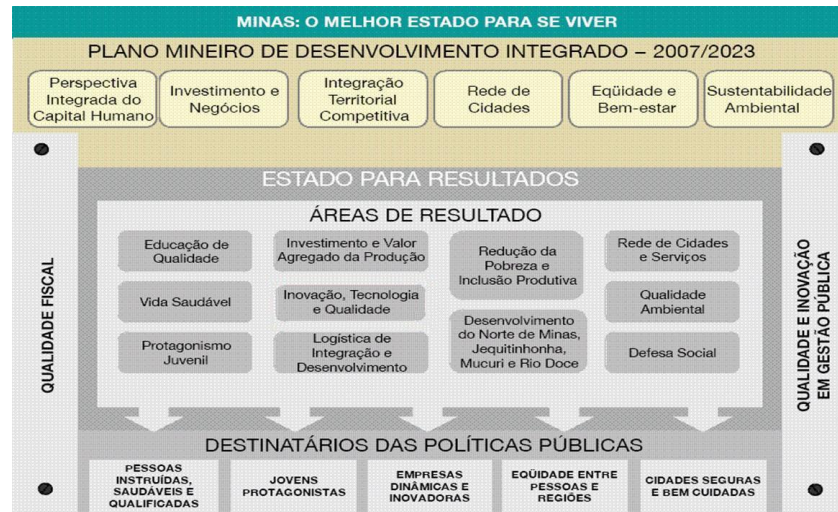 MINAS: O MELHOR ESTADO PARA SE VIVER
PLANO MINEIRO DE DESENVOLVIMENTO INTEGRADO – 2007/2023
Perspectiva
Integrada do
Capital Humano
Investimento e
Negócios
Integração
Territorial
Competitiva
Rede de
Cidades
Eqüidade e
Bem-estar
Sustentabilidade
Ambiental
QUALIDADE FISCAL
ESTADO PARA RESULTADOS
ÁREAS DE RESULTADO
Educação de
Qualidade
Vida Saudável
Protagonismo
Juvenil
Investimento e Valor
Agregado da Produção
Inovação, Tecnologia
e Qualidade
Logística de
Integração e
Desenvolvimento
Redução da
Pobreza e
Inclusão Produtiva
Desenvolvimento
do Norte de Minas,
Jequitinhonha,
Mucuri e Rio Doce
Rede de Cidades
e Serviços
Qualidade
Ambiental
Defesa Social
QUALIDADE E INOVAÇÃO
EM GESTÃO PÚBLICA
DESTINATÁRIOS DAS POLÍTICAS PÚBLICAS
PESSOAS
INSTRUÍDAS,
SAUDÁVEIS E
QUALIFICADAS
JOVENS
PROTAGONISTAS
EMPRESAS
DINÂMICAS E
INOVADORAS
EQÜIDADE ENTRE
PESSOAS E
REGIÕES
CIDADES SEGURAS
E BEM CUIDADAS